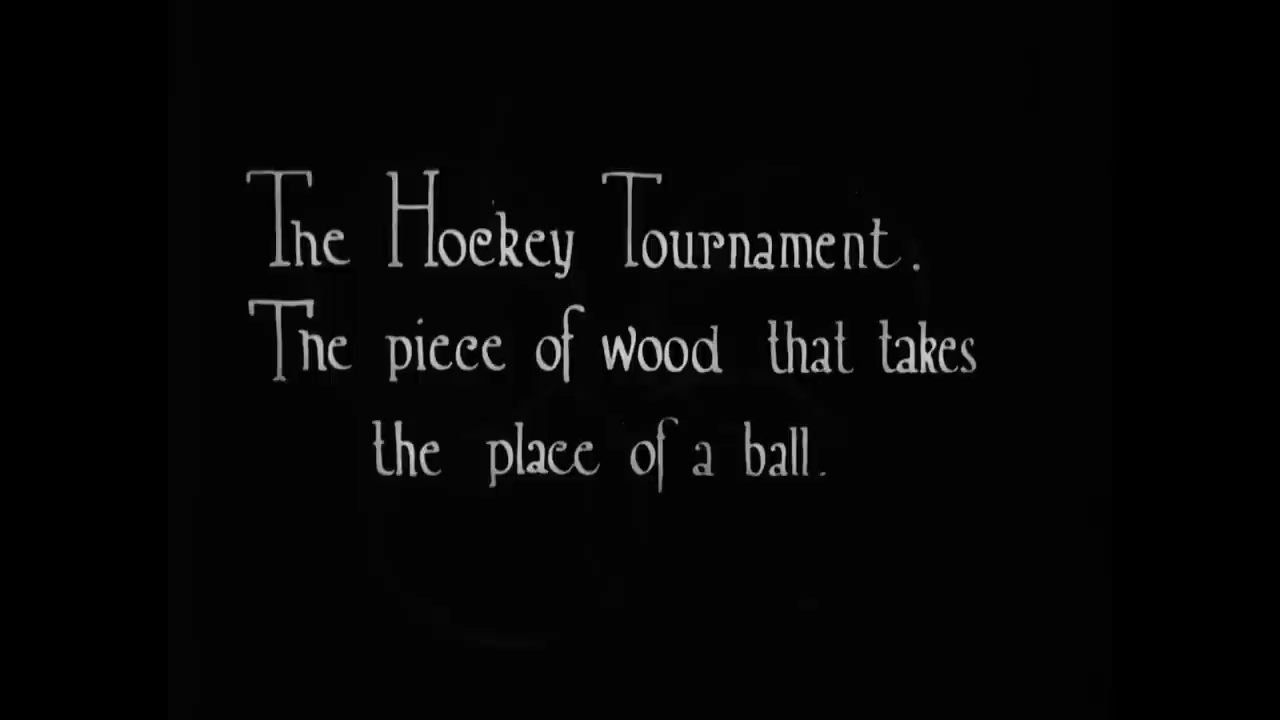 The Hockey Tournament.
The piece of wood that takes
the place of a ball.